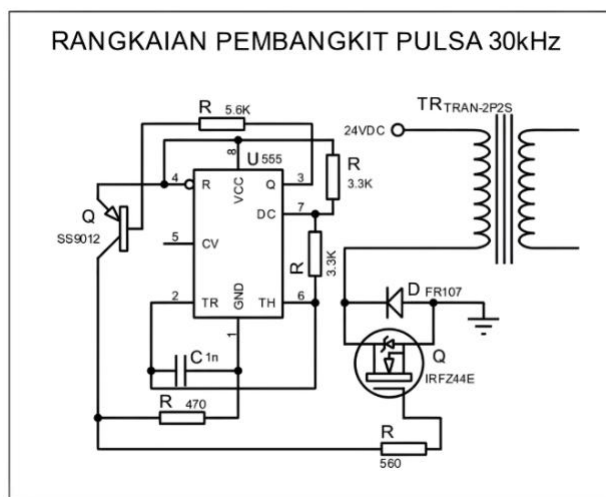 RANGKAIAN PEMBANGKIT PULSA 30kHz
TR TRAN-2P2S
R 5.6K
24VDC
U 555
8
4 R VCC Q 3
R 3.3K
DC 7
Q SS9012
5 CV
R 3.3K
2 TR GND TH 6
1
D FR107
C 1n
Q IRFZ44E
R 470
R 560